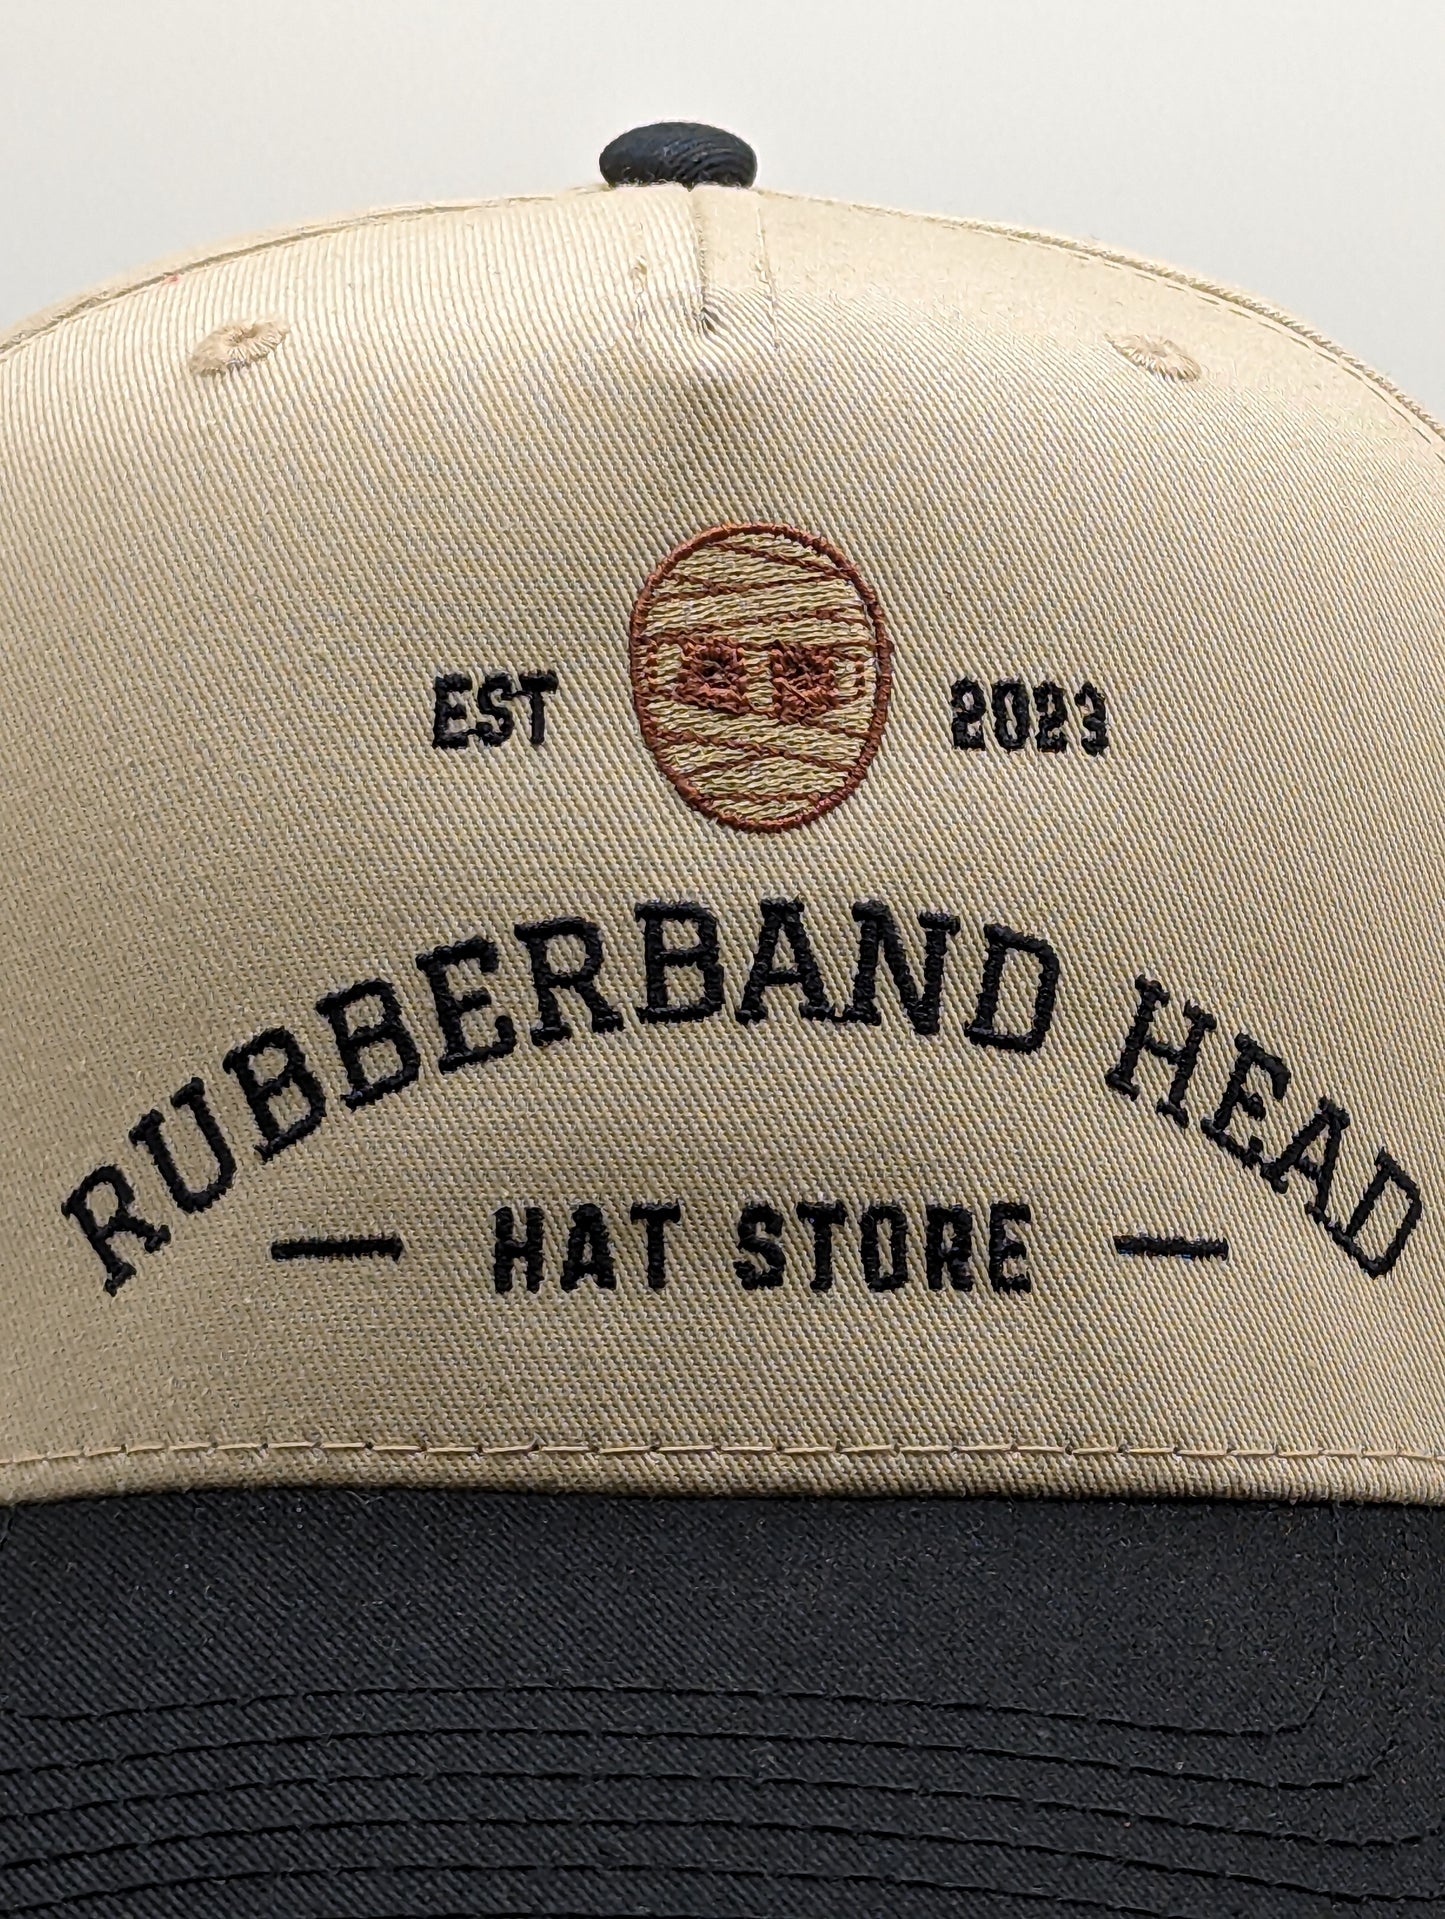 EST 2023
RUBBERBAND HEAD
— HAT STORE —